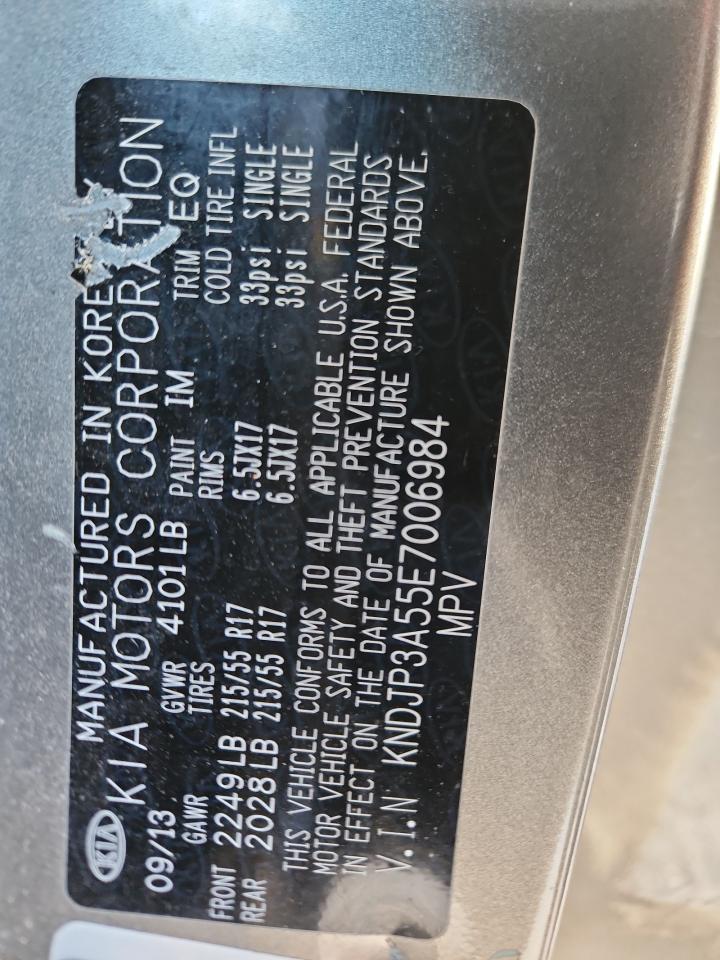 KIA MANUFACTURED IN KOREA
KIA MOTORS CORPORATION
09/13 GVWR 4101LB PAINT IM TRIM EQ
GAWR TIRES RIMS COLD TIRE INFL
FRONT 2249LB 215/55 R17 6.5JX17 33psi SINGLE
REAR 2028LB 215/55 R17 6.5JX17 33psi SINGLE
THIS VEHICLE CONFORMS TO ALL APPLICABLE U.S.A. FEDERAL
MOTOR VEHICLE SAFETY AND THEFT PREVENTION STANDARDS
IN EFFECT ON THE DATE OF MANUFACTURE SHOWN ABOVE.
V.I.N KNDJP3A55E7006984
MPV